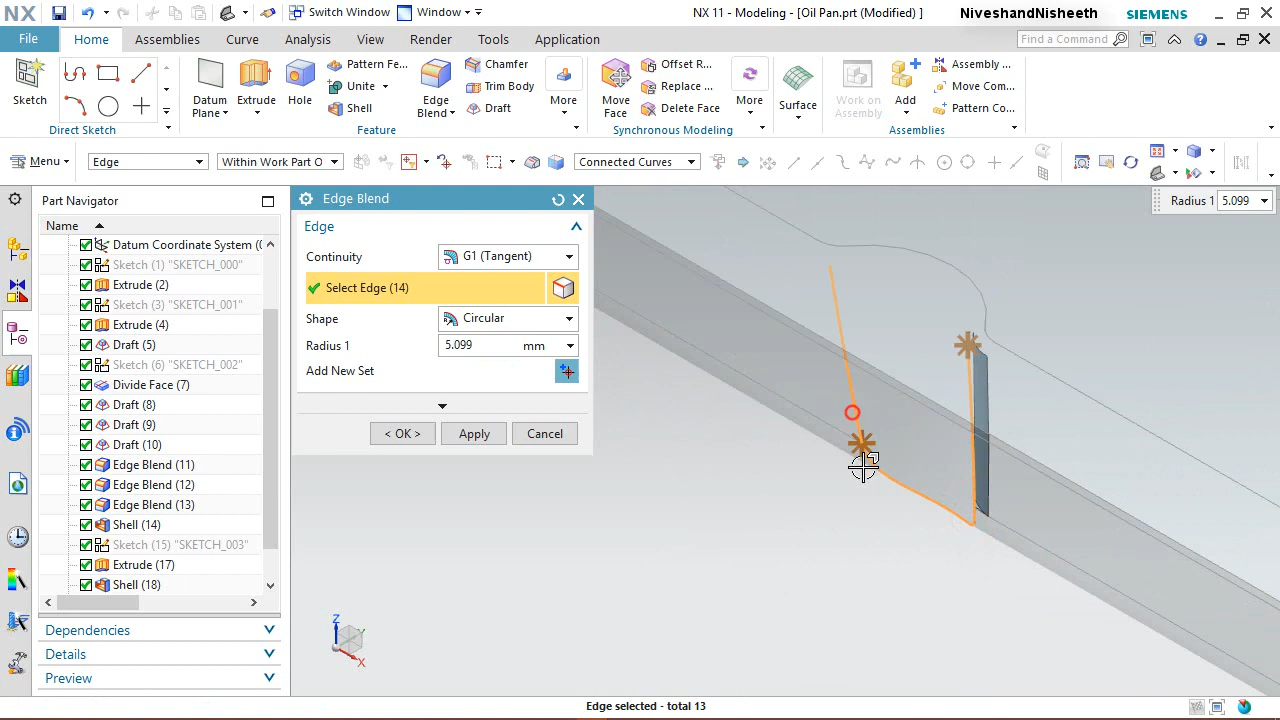 NX
Switch Window
Window
NX 11 - Modeling - [Oil Pan.prt (Modified) ]
NiveshandNisheeth
SIEMENS
File
Home
Assemblies
Curve
Analysis
View
Render
Tools
Application
Find a Command
Sketch
Direct Sketch
Datum Plane
Extrude
Hole
Pattern Fe...
Unite
Shell
Edge Blend
Chamfer
Trim Body
Draft
More
Feature
Move Face
Offset R...
Replace ...
Delete Face
More
Synchronous Modeling
Surface
Work on Assembly
Add
Assembly ...
Move Com...
Pattern Co...
Assemblies
Menu
Edge
Within Work Part O
Connected Curves
Part Navigator
Name
Datum Coordinate System (0
Sketch (1) "SKETCH_000"
Extrude (2)
Sketch (3) "SKETCH_001"
Extrude (4)
Draft (5)
Sketch (6) "SKETCH_002"
Divide Face (7)
Draft (8)
Draft (9)
Draft (10)
Edge Blend (11)
Edge Blend (12)
Edge Blend (13)
Shell (14)
Sketch (15) "SKETCH_003"
Extrude (17)
Shell (18)
Dependencies
Details
Preview
Edge Blend
Edge
Continuity
G1 (Tangent)
Select Edge (14)
Shape
Circular
Radius 1
5.099 mm
Add New Set
< OK >
Apply
Cancel
Radius 1 5.099
Z
Y
X
Edge selected - total 13